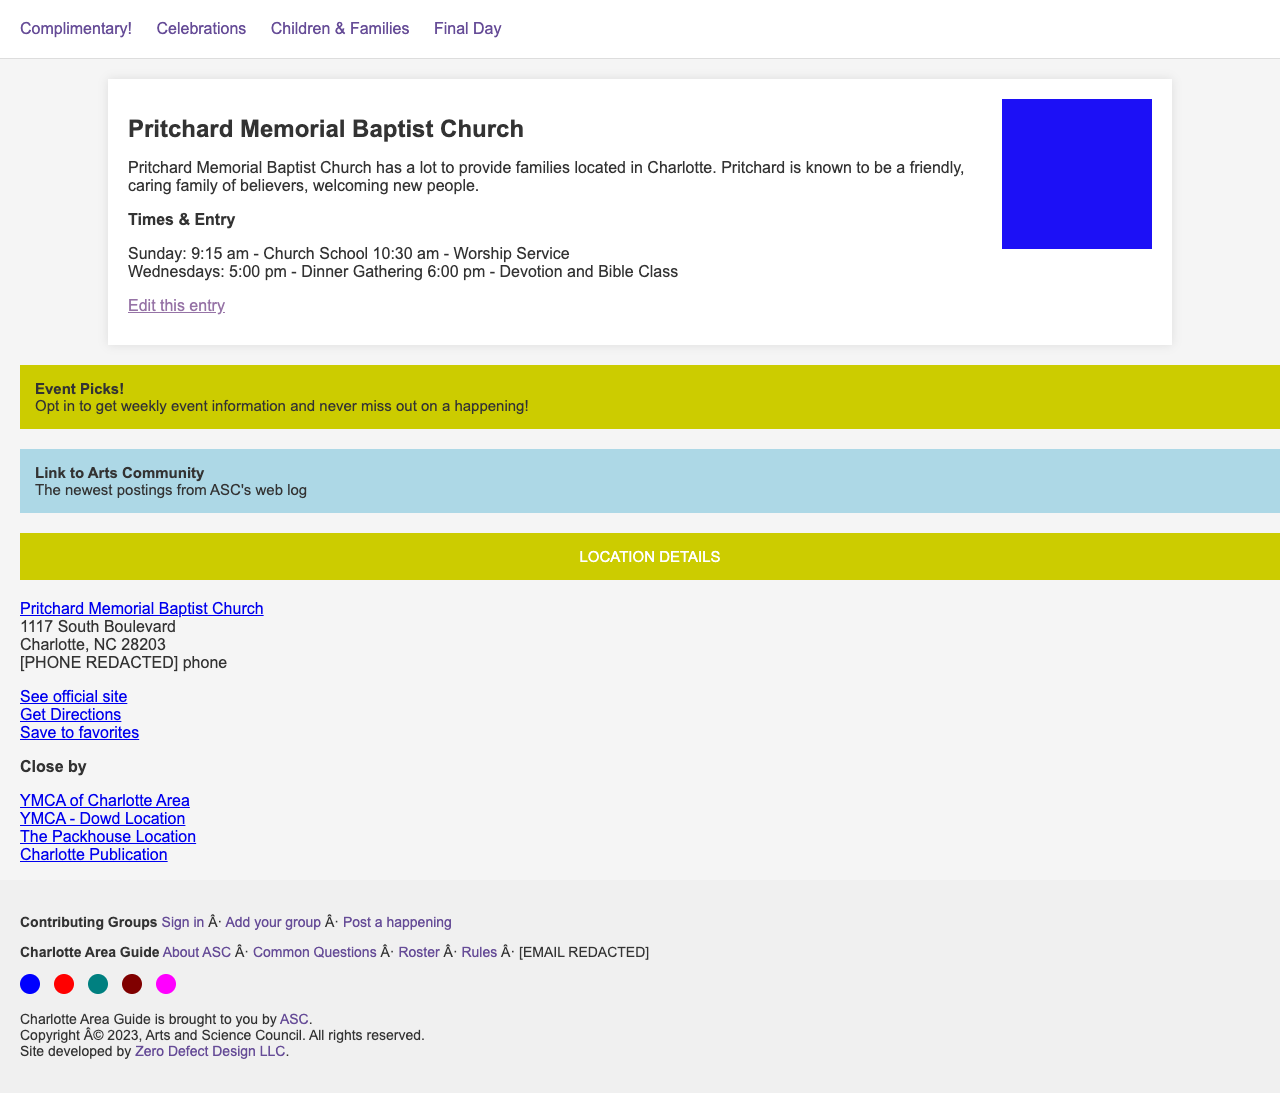 Complimentary! Celebrations Children & Families Final Day
Pritchard Memorial Baptist Church
Pritchard Memorial Baptist Church has a lot to provide families located in Charlotte. Pritchard is known to be a friendly,
caring family of believers, welcoming new people.
Times & Entry
Sunday: 9:15 am - Church School 10:30 am - Worship Service
Wednesdays: 5:00 pm - Dinner Gathering 6:00 pm - Devotion and Bible Class
Edit this entry
Event Picks!
Opt in to get weekly event information and never miss out on a happening!
Link to Arts Community
The newest postings from ASC's web log
LOCATION DETAILS
Pritchard Memorial Baptist Church
1117 South Boulevard
Charlotte, NC 28203
[PHONE REDACTED] phone
See official site
Get Directions
Save to favorites
Close by
YMCA of Charlotte Area
YMCA - Dowd Location
The Packhouse Location
Charlotte Publication
Contributing Groups Sign in Â· Add your group Â· Post a happening
Charlotte Area Guide About ASC Â· Common Questions Â· Roster Â· Rules Â· [EMAIL REDACTED]
Charlotte Area Guide is brought to you by ASC.
Copyright Â© 2023, Arts and Science Council. All rights reserved.
Site developed by Zero Defect Design LLC.